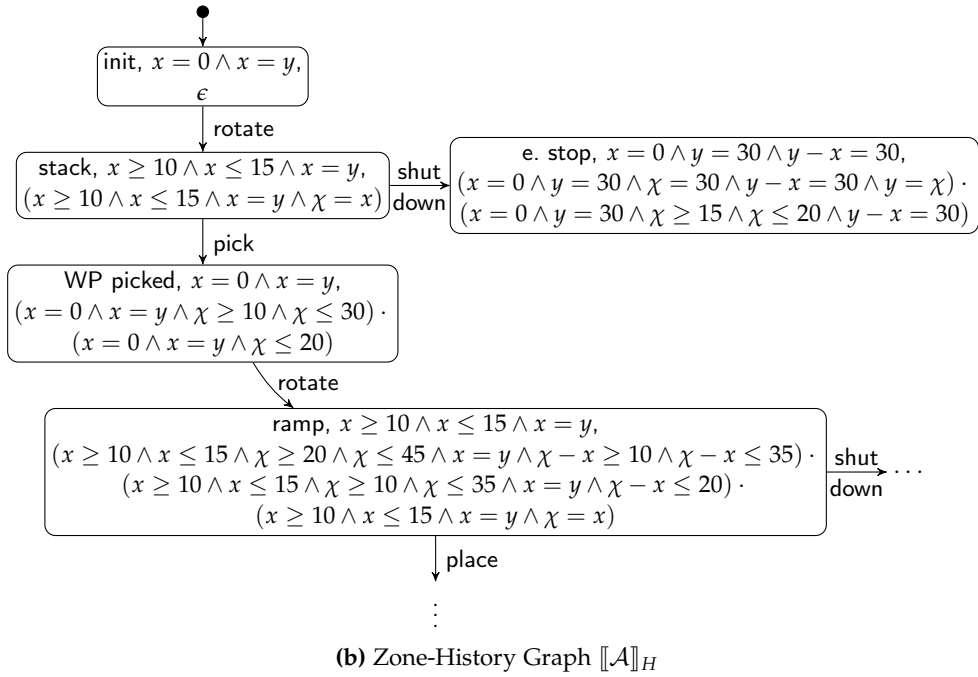 init, x = 0 ∧ x = y,
ϵ
rotate
stack, x ≥ 10 ∧ x ≤ 15 ∧ x = y,
(x ≥ 10 ∧ x ≤ 15 ∧ x = y ∧ χ = x)
shut
down
e. stop, x = 0 ∧ y = 30 ∧ y − x = 30,
(x = 0 ∧ y = 30 ∧ χ = 30 ∧ y − x = 30 ∧ y = χ) ·
(x = 0 ∧ y = 30 ∧ χ ≥ 15 ∧ χ ≤ 20 ∧ y − x = 30)
pick
WP picked, x = 0 ∧ x = y,
(x = 0 ∧ x = y ∧ χ ≥ 10 ∧ χ ≤ 30) ·
(x = 0 ∧ x = y ∧ χ ≤ 20)
rotate
ramp, x ≥ 10 ∧ x ≤ 15 ∧ x = y,
(x ≥ 10 ∧ x ≤ 15 ∧ χ ≥ 20 ∧ χ ≤ 45 ∧ x = y ∧ χ − x ≥ 10 ∧ χ − x ≤ 35) ·
(x ≥ 10 ∧ x ≤ 15 ∧ χ ≥ 10 ∧ χ ≤ 35 ∧ x = y ∧ χ − x ≤ 20) ·
(x ≥ 10 ∧ x ≤ 15 ∧ x = y ∧ χ = x)
shut
down
· · ·
place
⋮
(b) Zone-History Graph ⟦𝒜⟧H